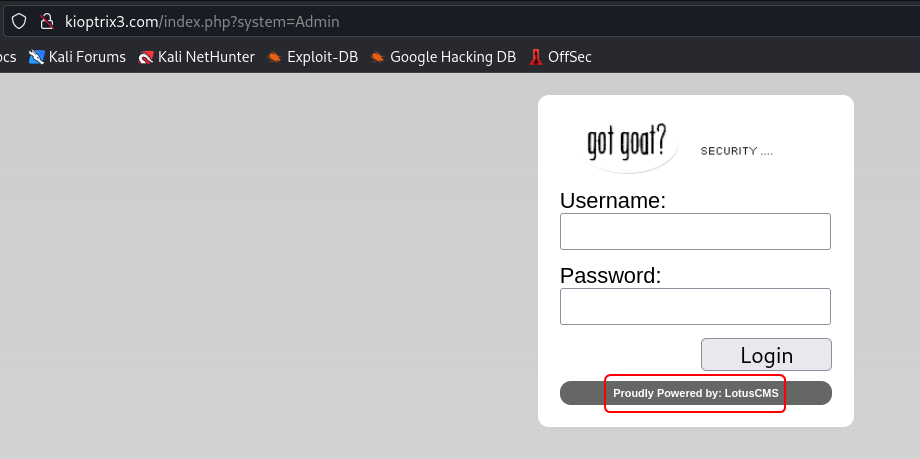 kioptrix3.com/index.php?system=Admin
ocs Kali Forums Kali NetHunter Exploit-DB Google Hacking DB OffSec
got goat? SECURITY ....
Username:
Password:
Login
Proudly Powered by: LotusCMS